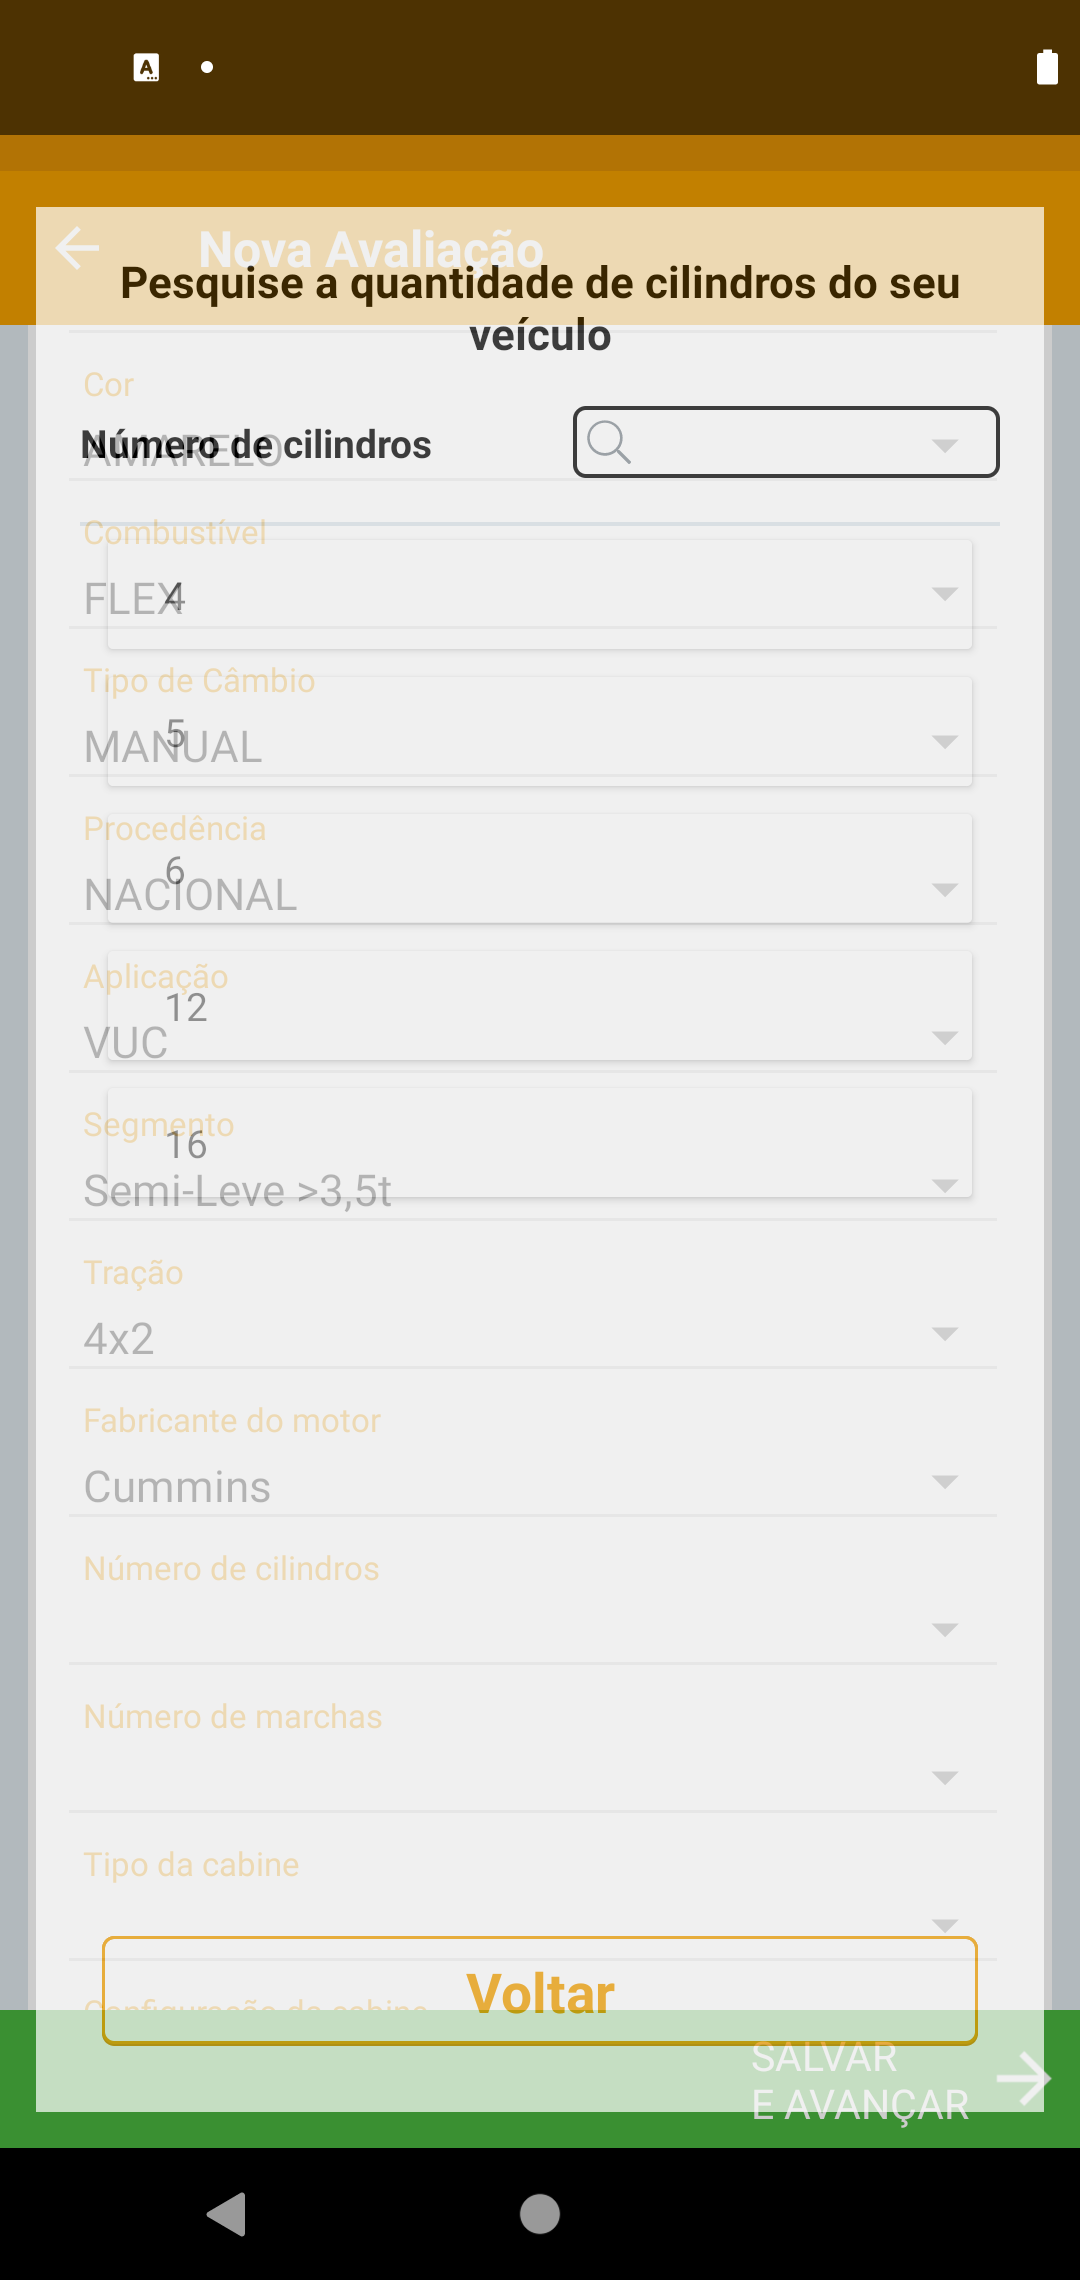 Nova Avaliação
Pesquise a quantidade de cilindros do seu
veículo
Cor
Número de cilindros
AMARELO
Combustível
FLEX
4
Tipo de Câmbio
5
MANUAL
Procedência
6
NACIONAL
Aplicação
12
VUC
Segmento
16
Semi-Leve >3,5t
Tração
4x2
Fabricante do motor
Cummins
Número de cilindros
Número de marchas
Tipo da cabine
Configuração da cabine
Voltar
SALVAR
E AVANÇAR